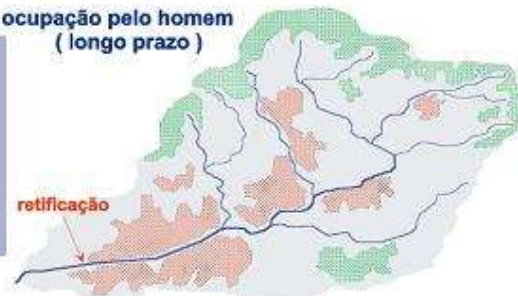 ocupação pelo homem
( longo prazo )
retificação